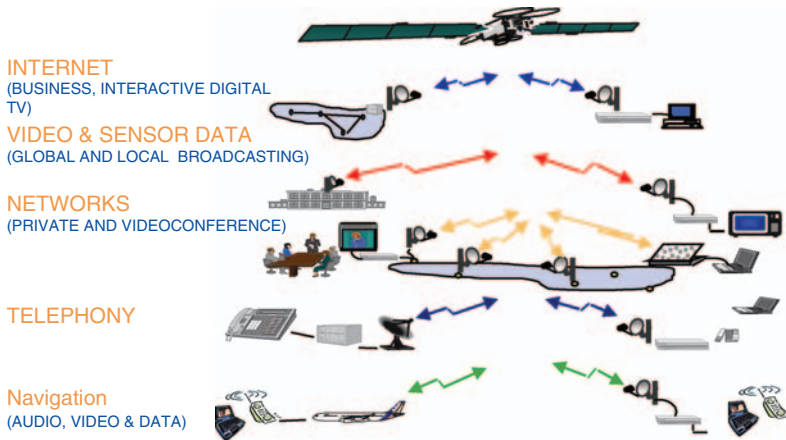 INTERNET
(BUSINESS, INTERACTIVE DIGITAL
TV)
VIDEO & SENSOR DATA
(GLOBAL AND LOCAL BROADCASTING)
NETWORKS
(PRIVATE AND VIDEOCONFERENCE)
TELEPHONY
Navigation
(AUDIO, VIDEO & DATA)